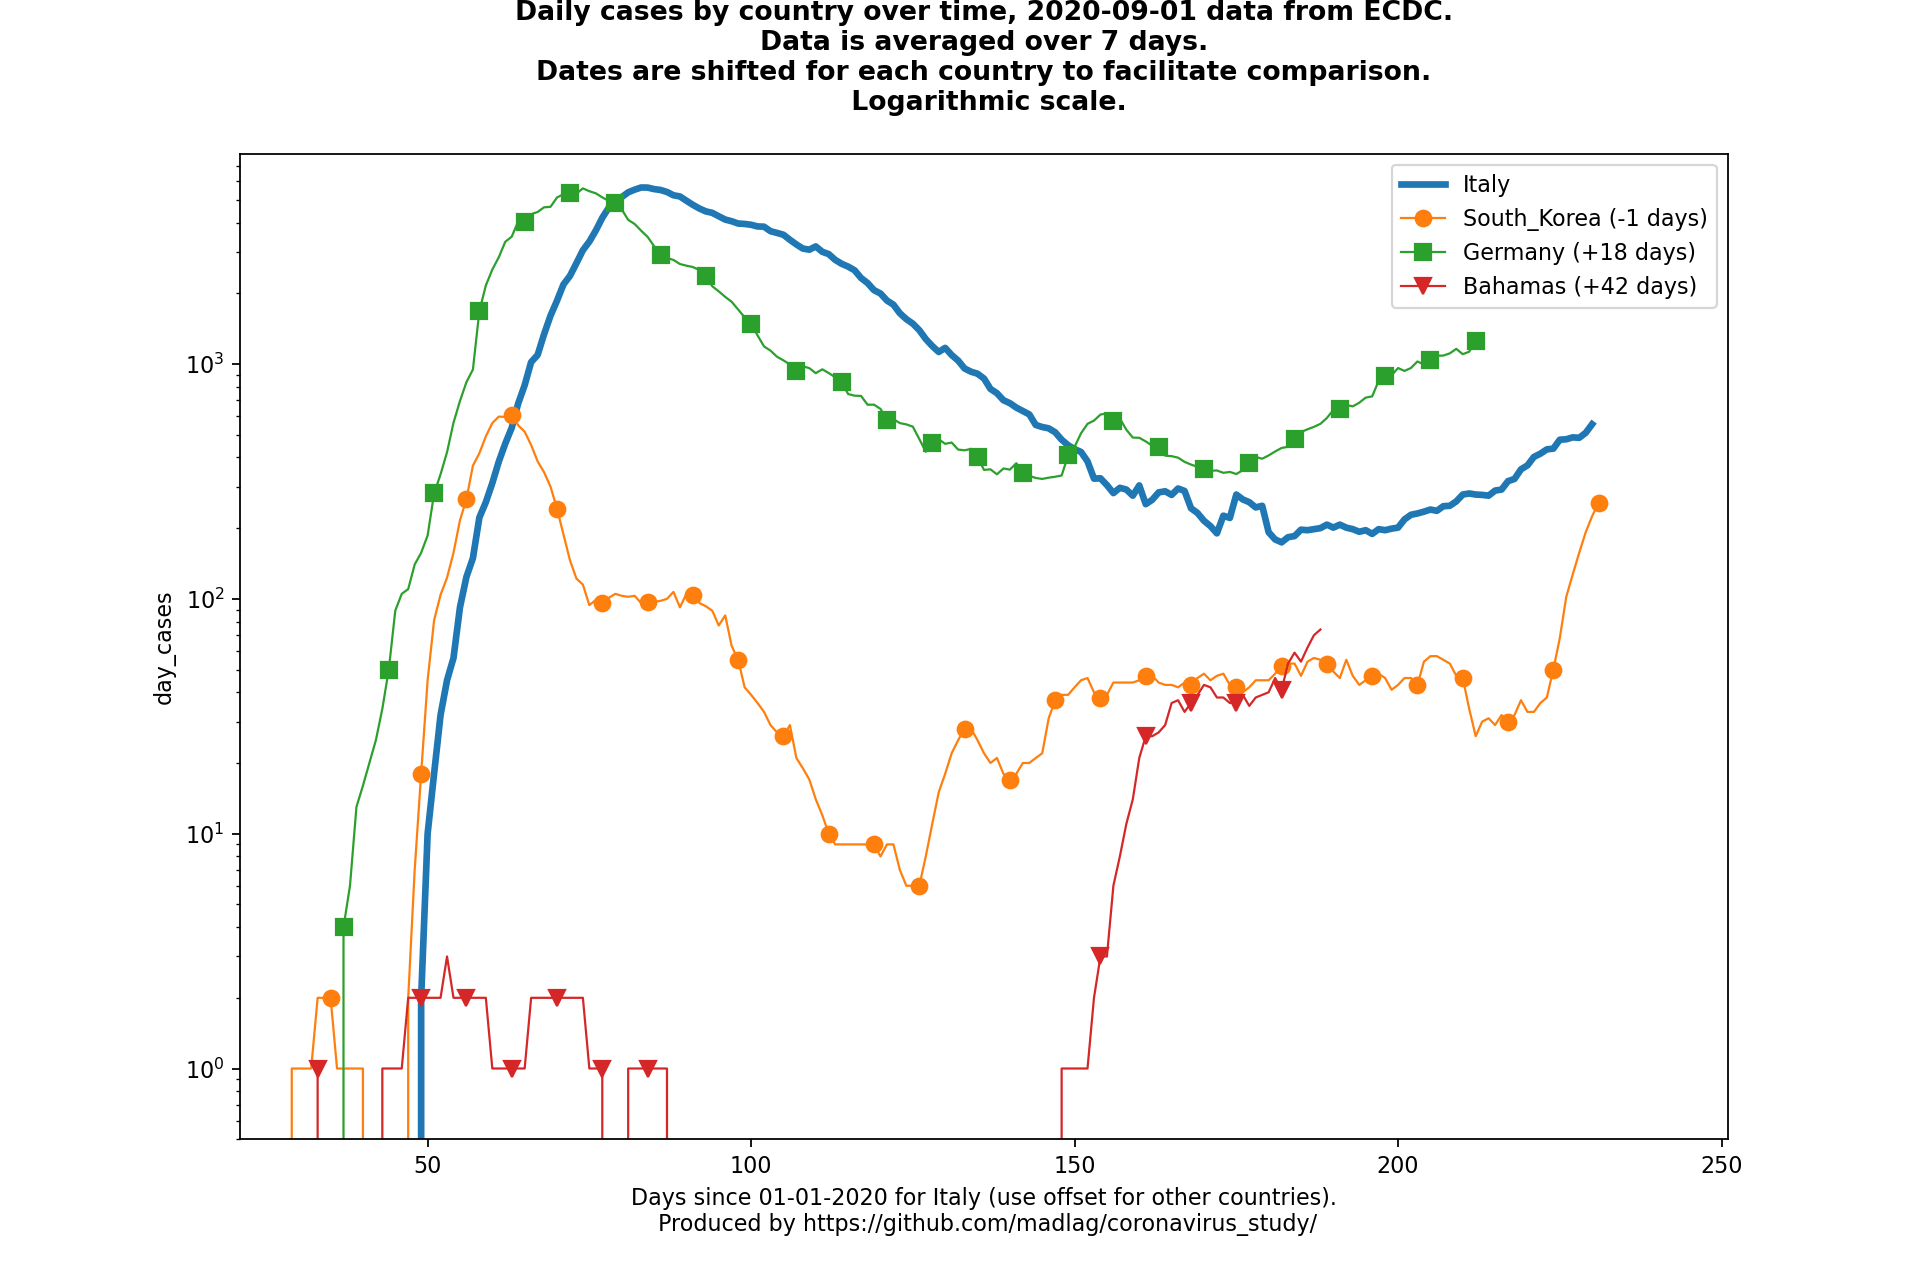 Daily cases by country over time, 2020-09-01 data from ECDC.
Data is averaged over 7 days.
Dates are shifted for each country to facilitate comparison.
Logarithmic scale.
Italy
South_Korea (-1 days)
Germany (+18 days)
Bahamas (+42 days)
day_cases
10³
10²
10¹
10⁰
50 100 150 200 250
Days since 01-01-2020 for Italy (use offset for other countries).
Produced by https://github.com/madlag/coronavirus_study/